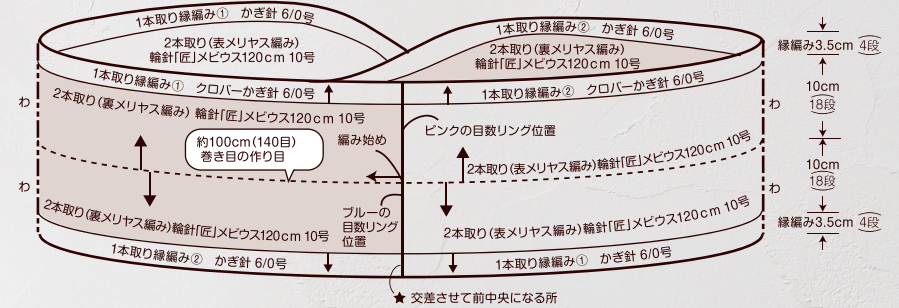 1本取り縁編み① かぎ針 6/0号
2本取り(表メリヤス編み)
輪針「匠」メビウス120cm 10号
1本取り縁編み② かぎ針 6/0号
2本取り(裏メリヤス編み)
輪針「匠」メビウス120cm 10号
1本取り縁編み① クロバーかぎ針 6/0号
1本取り縁編み② クロバーかぎ針 6/0号
わ
2本取り(裏メリヤス編み) 輪針「匠」メビウス120cm 10号
約100cm(140目)
巻き目の作り目
編み始め
ピンクの目数リング位置
2本取り(表メリヤス編み)輪針「匠」メビウス120cm 10号
わ
わ
2本取り(裏メリヤス編み)輪針「匠」メビウス120cm 10号
ブルーの
目数リング
位置
2本取り(表メリヤス編み)輪針「匠」メビウス120cm 10号
わ
1本取り縁編み② かぎ針 6/0号
1本取り縁編み① かぎ針 6/0号
★ 交差させて前中央になる所
縁編み3.5cm 4段
10cm
18段
10cm
18段
縁編み3.5cm 4段